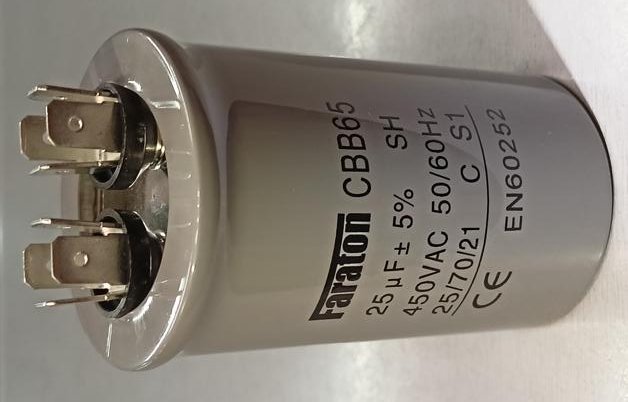 Faraton CBB65
25 μF ± 5% SH
450VAC 50/60Hz
25/70/21 C S1
CE EN60252